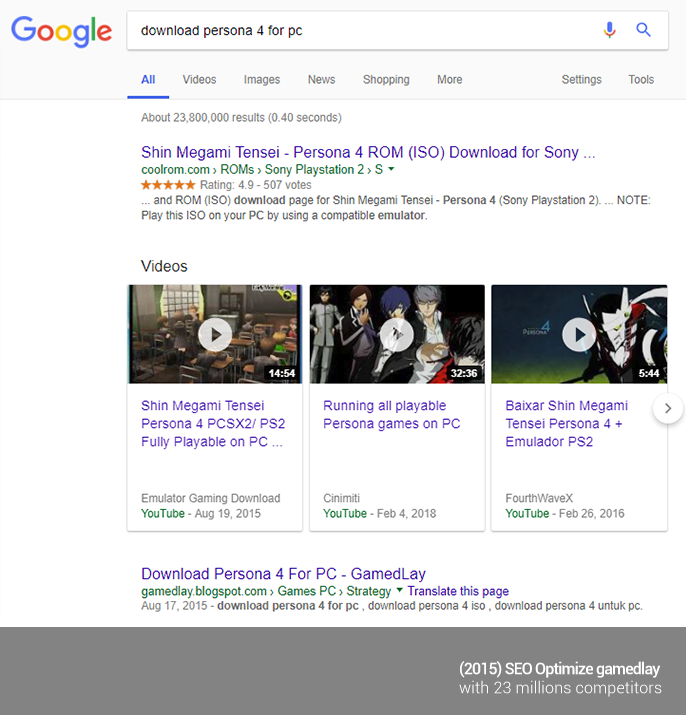 Google
download persona 4 for pc
All Videos Images News Shopping More Settings Tools
About 23,800,000 results (0.40 seconds)
Shin Megami Tensei - Persona 4 ROM (ISO) Download for Sony ...
coolrom.com › ROMs › Sony Playstation 2 › S
Rating: 4.9 - 507 votes
... and ROM (ISO) download page for Shin Megami Tensei - Persona 4 (Sony Playstation 2). ... NOTE:
Play this ISO on your PC by using a compatible emulator.
Videos
Early Morning
14:54
Shin Megami Tensei
Persona 4 PCSX2/ PS2
Fully Playable on PC ...
Emulator Gaming Download
YouTube - Aug 19, 2015
32:36
Running all playable
Persona games on PC
Cinimiti
YouTube - Feb 4, 2018
PERSONA4
5:44
Baixar Shin Megami
Tensei Persona 4 +
Emulador PS2
FourthWaveX
YouTube - Feb 26, 2016
Download Persona 4 For PC - GamedLay
gamedlay.blogspot.com › Games PC › Strategy Translate this page
Aug 17, 2015 - download persona 4 for pc , download persona 4 iso , download persona 4 untuk pc.
(2015) SEO Optimize gamedlay
with 23 millions competitors